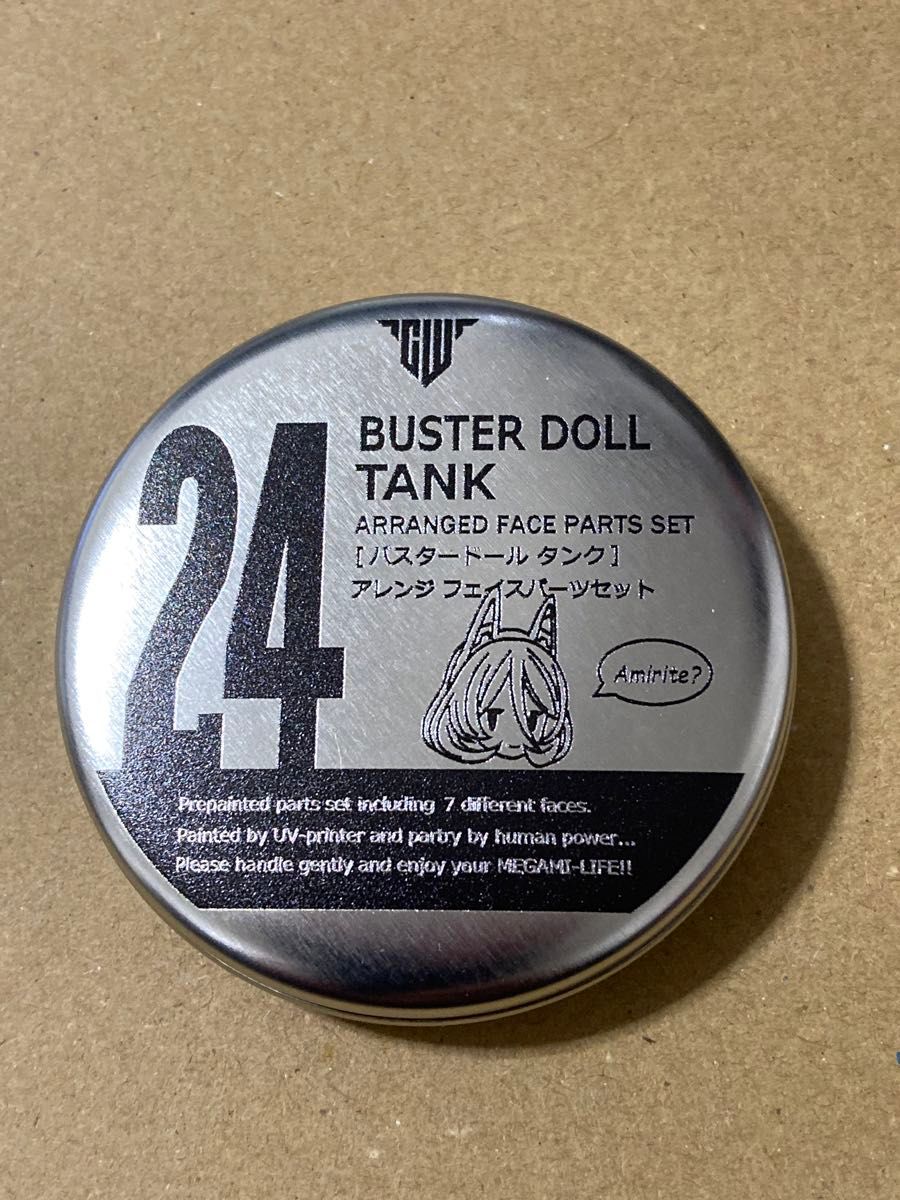 GW
24
BUSTER DOLL
TANK
ARRANGED FACE PARTS SET
[バスタードール タンク]
アレンジ フェイスパーツセット
Amirite?
Prepainted parts set including 7 different faces.
Painted by UV-printer and partry by human power...
Please handle gently and enjoy your MEGAMI-LIFE!!